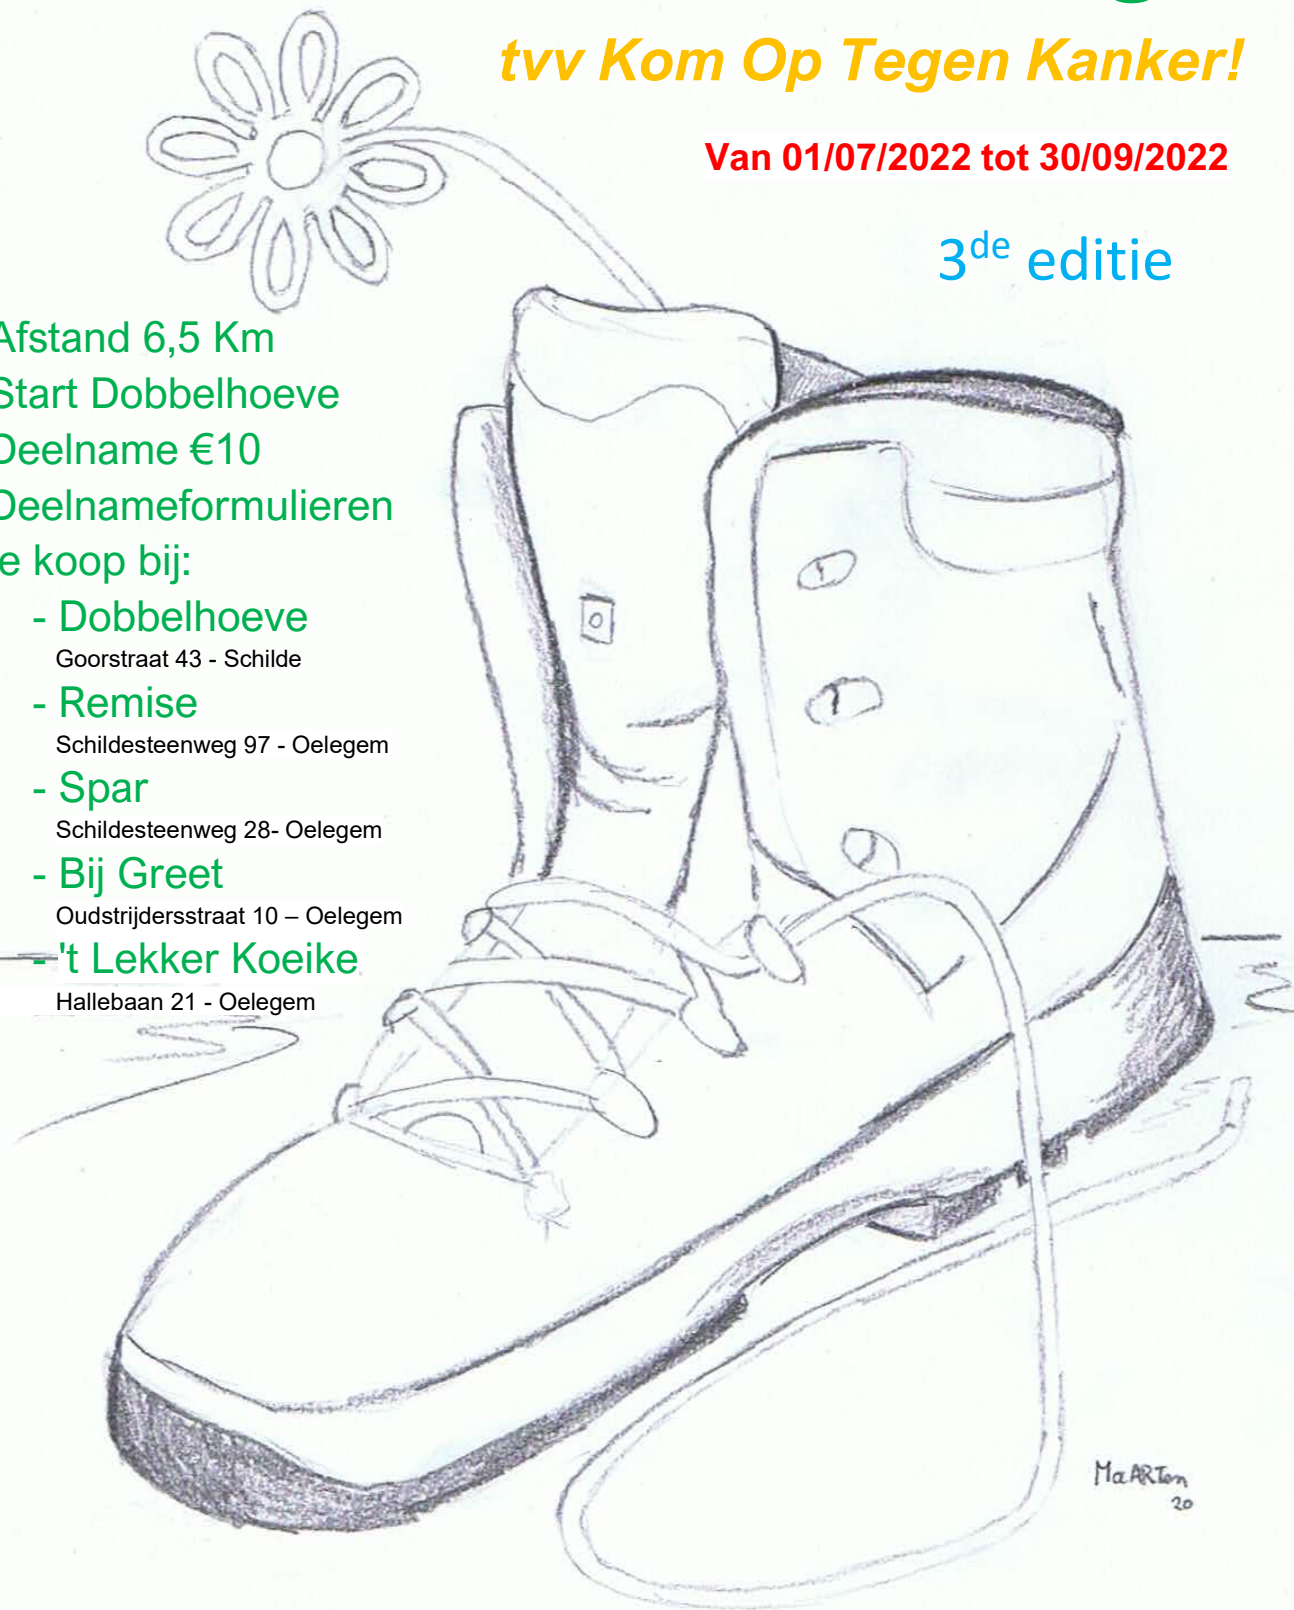 tvv Kom Op Tegen Kanker!
Van 01/07/2022 tot 30/09/2022
3de editie
Afstand 6,5 Km
Start Dobbelhoeve
Deelname €10
Deelnameformulieren
e koop bij:
- Dobbelhoeve
Goorstraat 43 - Schilde
- Remise
Schildesteenweg 97 - Oelegem
- Spar
Schildesteenweg 28- Oelegem
- Bij Greet
Oudstrijdersstraat 10 – Oelegem
- 't Lekker Koeike
Hallebaan 21 - Oelegem
MaARTen
20